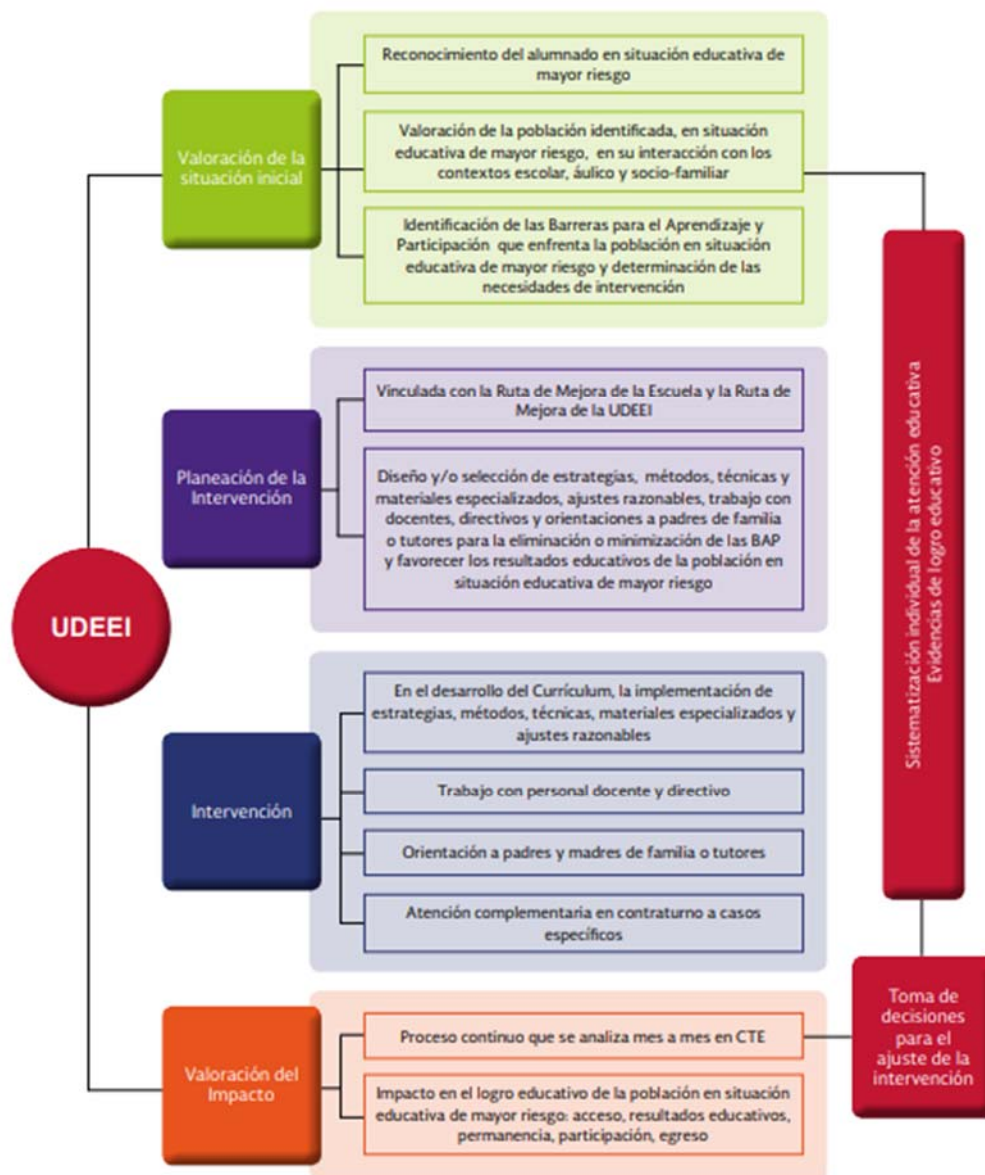 Reconocimiento del alumnado en situación educativa de
mayor riesgo
Valoración de la
situación inicial
Valoración de la población identificada, en situación
educativa de mayor riesgo, en su interacción con los
contextos escolar, áulico y socio-familiar
Identificación de las Barreras para el Aprendizaje y
Participación que enfrenta la población en situación
educativa de mayor riesgo y determinación de las
necesidades de intervención
Planeación de la
Intervención
Vinculada con la Ruta de Mejora de la Escuela y la Ruta de
Mejora de la UDEEI
Diseño y/o selección de estrategias, métodos, técnicas y
materiales especializados, ajustes razonables, trabajo con
docentes, directivos y orientaciones a padres de familia
o tutores para la eliminación o minimización de las BAP
y favorecer los resultados educativos de la población en
situación educativa de mayor riesgo
UDEEI
Intervención
En el desarrollo del Currículum, la implementación de
estrategias, métodos, técnicas, materiales especializados y
ajustes razonables
Trabajo con personal docente y directivo
Orientación a padres y madres de familia o tutores
Atención complementaria en contraturno a casos
específicos
Valoración del
Impacto
Proceso continuo que se analiza mes a mes en CTE
Impacto en el logro educativo de la población en situación
educativa de mayor riesgo: acceso, resultados educativos,
permanencia, participación, egreso
Sistematización individual de la atención educativa
Evidencias de logro educativo
Toma de
decisiones
para el
ajuste de la
intervención